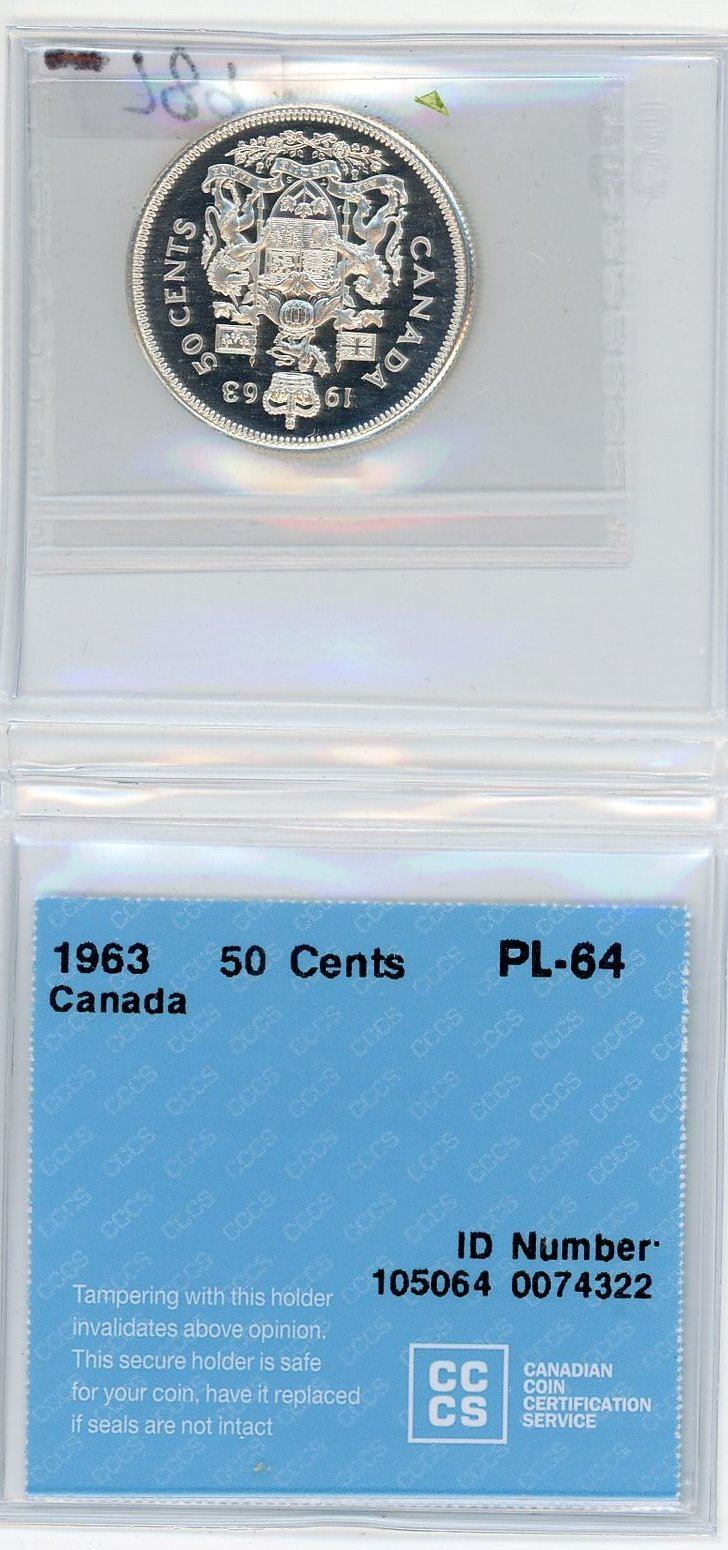 50 CENTS
CANADA
1963
1963 50 Cents PL-64
Canada
ID Number
105064 0074322
Tampering with this holder
invalidates above opinion.
This secure holder is safe
for your coin, have it replaced
if seals are not intact
CC
CS
CANADIAN
COIN
CERTIFICATION
SERVICE